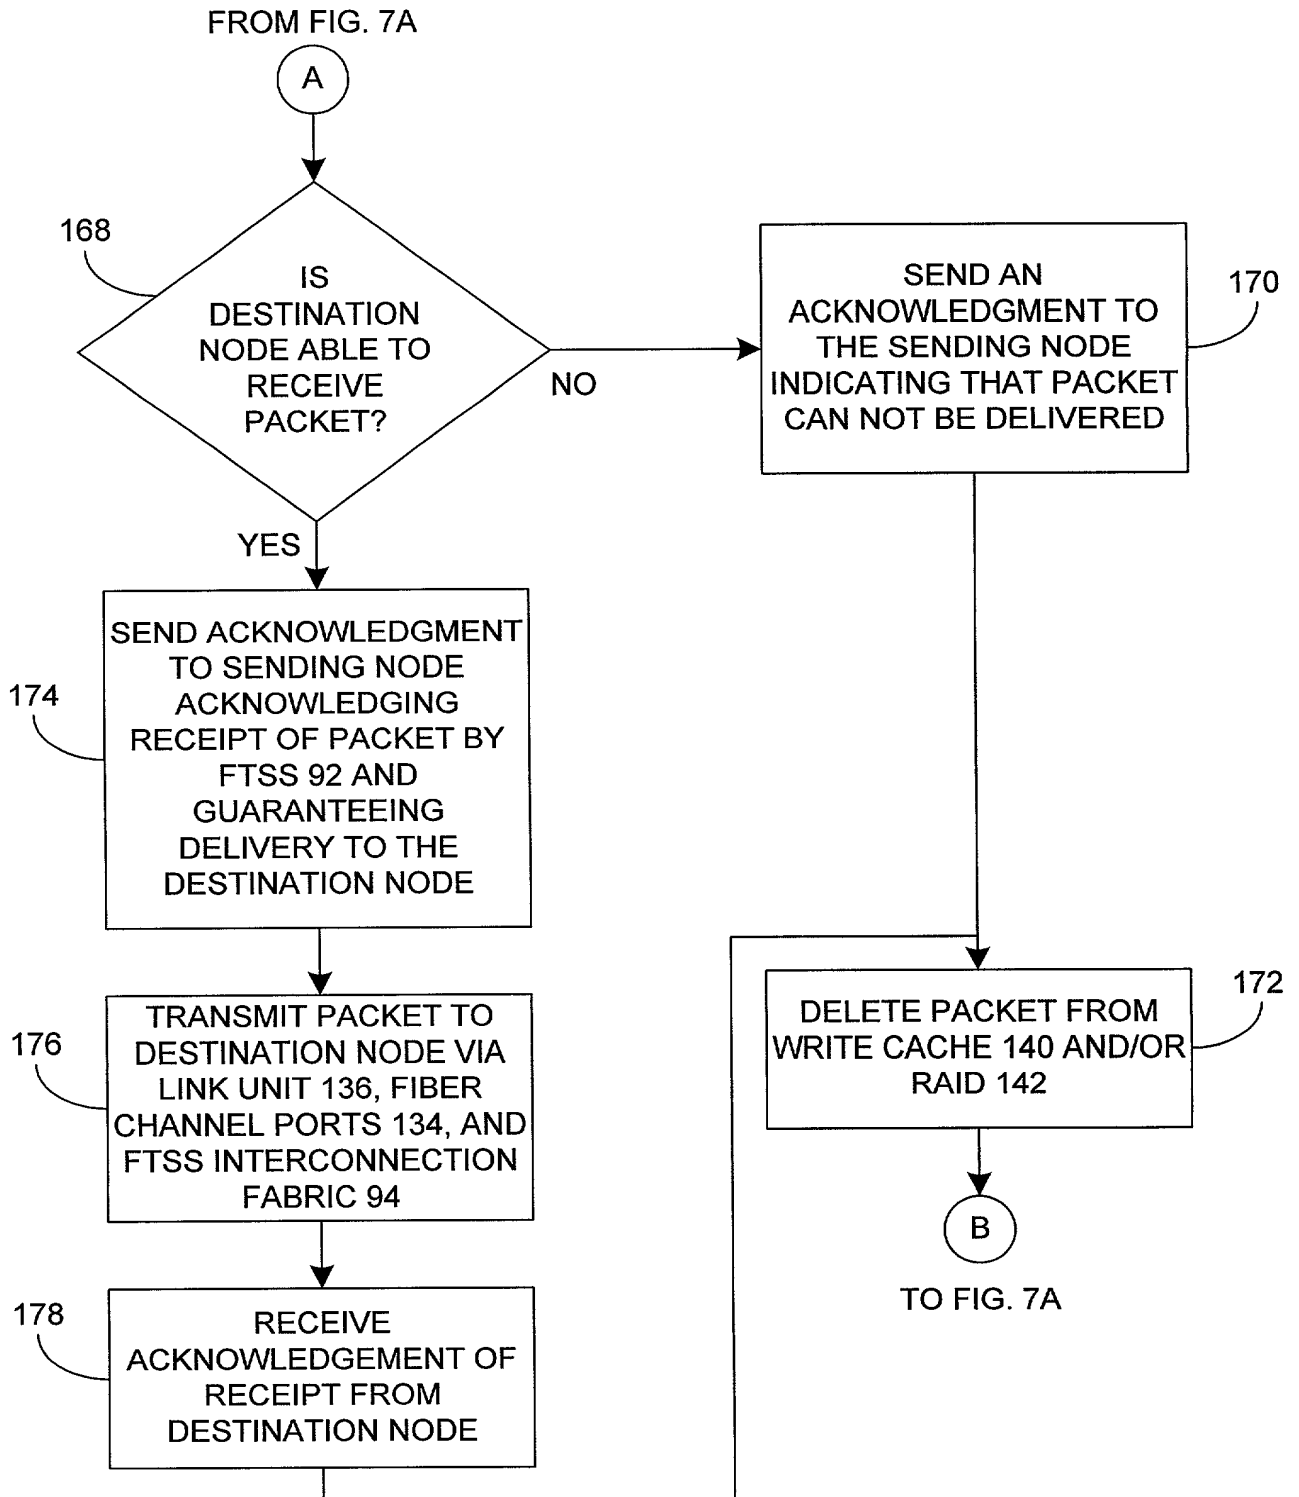 FROM FIG. 7A
A
168
IS
DESTINATION
NODE ABLE TO
RECEIVE
PACKET?
NO
YES
SEND AN
ACKNOWLEDGMENT TO
THE SENDING NODE
INDICATING THAT PACKET
CAN NOT BE DELIVERED
170
174
SEND ACKNOWLEDGMENT
TO SENDING NODE
ACKNOWLEDGING
RECEIPT OF PACKET BY
FTSS 92 AND
GUARANTEEING
DELIVERY TO THE
DESTINATION NODE
176
TRANSMIT PACKET TO
DESTINATION NODE VIA
LINK UNIT 136, FIBER
CHANNEL PORTS 134, AND
FTSS INTERCONNECTION
FABRIC 94
178
RECEIVE
ACKNOWLEDGEMENT OF
RECEIPT FROM
DESTINATION NODE
172
DELETE PACKET FROM
WRITE CACHE 140 AND/OR
RAID 142
B
TO FIG. 7A